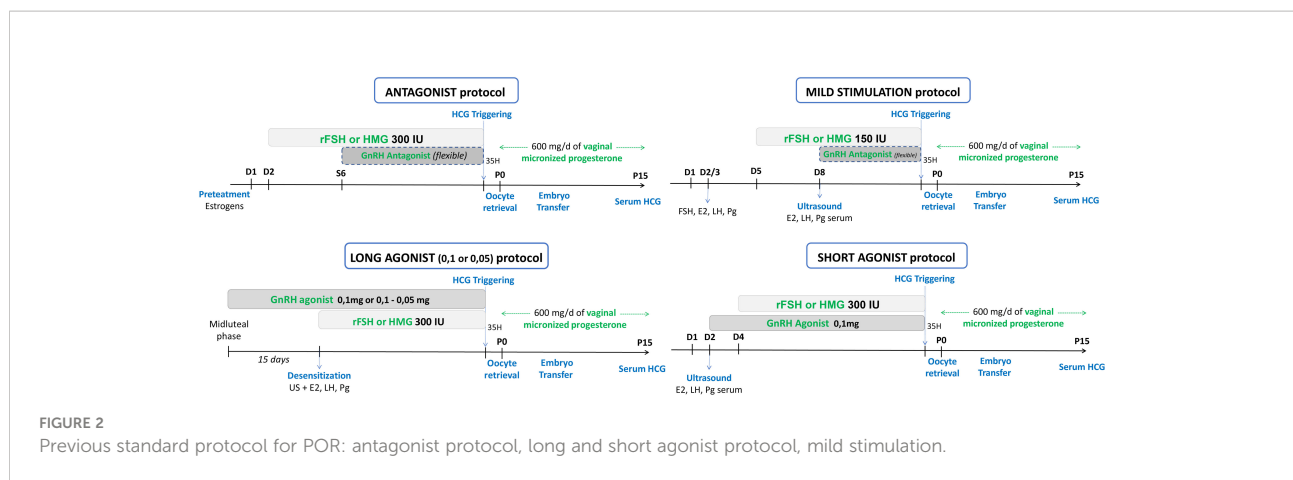 ANTAGONIST protocol
HCG Triggering
rFSH or HMG 300 IU
GnRH Antagonist (flexible)
35H
600 mg/d of vaginal
micronized progesterone
D1 D2 S6 P0 P15
Pretreatment
Estrogens
Oocyte
retrieval
Embryo
Transfer
Serum HCG
MILD STIMULATION protocol
HCG Triggering
rFSH or HMG 150 IU
GnRH Antagonist (flexible)
35H
600 mg/d of vaginal
micronized progesterone
D1 D2/3 D5 D8 P0 P15
FSH, E2, LH, Pg
Ultrasound
E2, LH, Pg serum
Oocyte
retrieval
Embryo
Transfer
Serum HCG
LONG AGONIST (0,1 or 0,05) protocol
HCG Triggering
GnRH agonist 0,1mg or 0,1 - 0,05 mg
rFSH or HMG 300 IU
35H
600 mg/d of vaginal
micronized progesterone
Midluteal
phase
15 days
P0 P15
Desensitization
US + E2, LH, Pg
Oocyte
retrieval
Embryo
Transfer
Serum HCG
SHORT AGONIST protocol
HCG Triggering
rFSH or HMG 300 IU
GnRH Agonist 0,1mg
35H
600 mg/d of vaginal
micronized progesterone
D1 D2 D4 P0 P15
Ultrasound
E2, LH, Pg serum
Oocyte
retrieval
Embryo
Transfer
Serum HCG
FIGURE 2
Previous standard protocol for POR: antagonist protocol, long and short agonist protocol, mild stimulation.